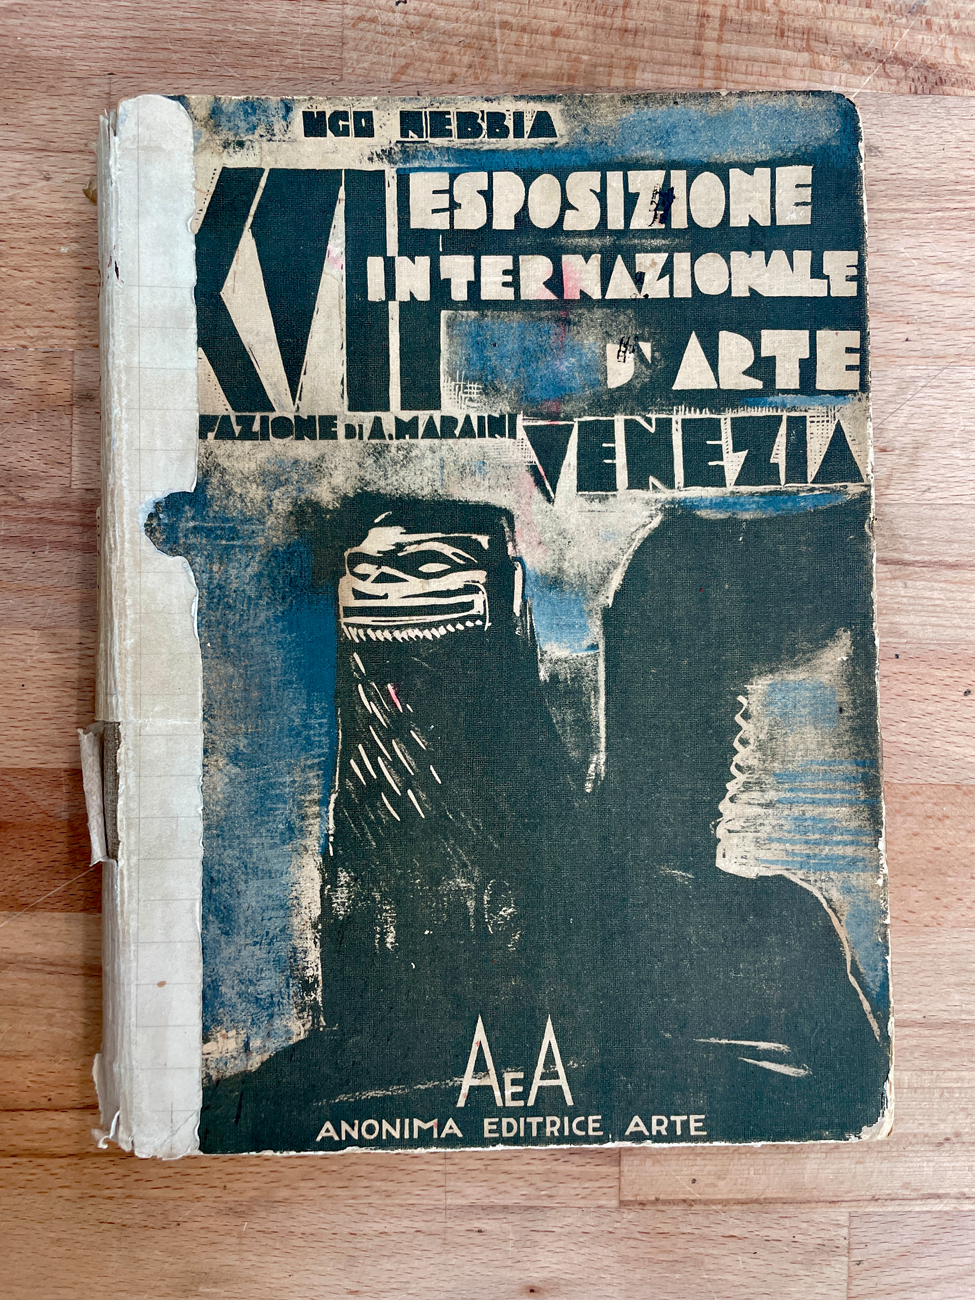 UGO NEBBIA
XVII ESPOSIZIONE
INTERNAZIONALE
D'ARTE
FAZIONE Di A. MARAINI VENEZIA
AEA
ANONIMA EDITRICE ARTE